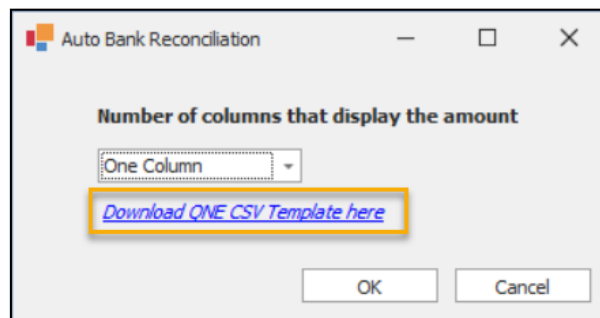 Auto Bank Reconciliation
Number of columns that display the amount
One Column
Download QNE CSV Template here
OK
Cancel